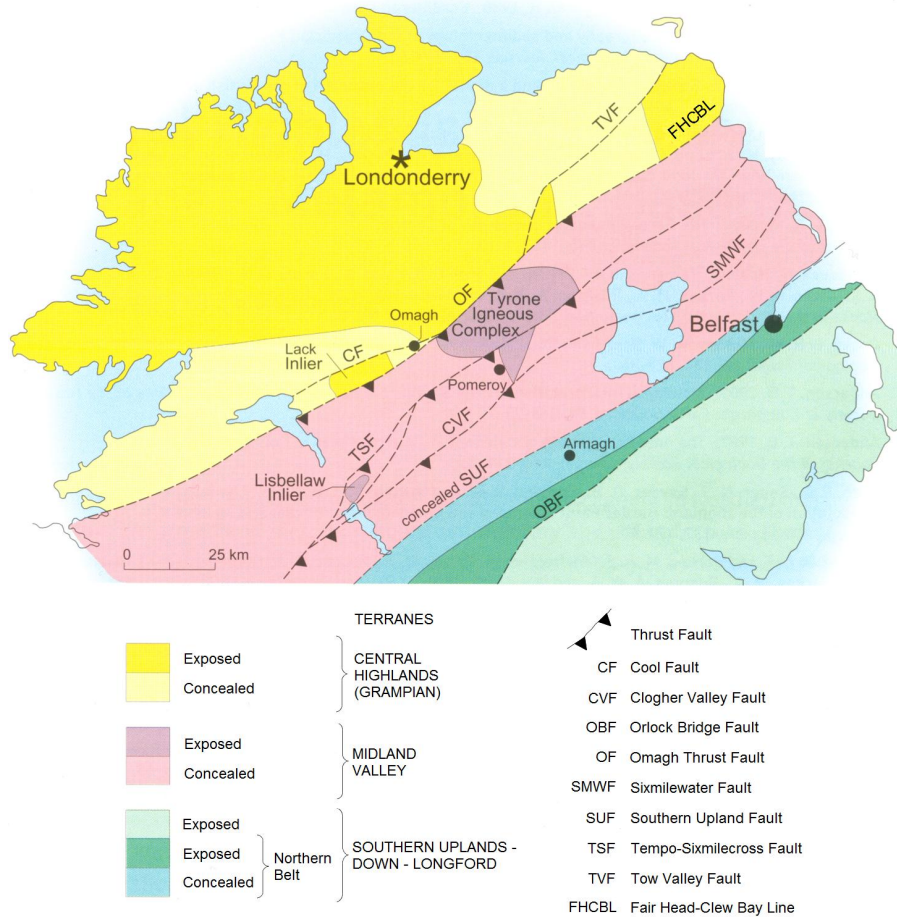 TVF
FHCBL
*
Londonderry
SMWF
OF
Tyrone
Igneous
Complex
Omagh
Belfast
Lack
Inlier
CF
Pomeroy
CVF
TSF
Armagh
Lisbellaw
Inlier
concealed SUF
OBF
0 25 km
TERRANES
Exposed
Concealed
CENTRAL
HIGHLANDS
(GRAMPIAN)
Exposed
Concealed
MIDLAND
VALLEY
Exposed
Exposed
Concealed
Northern
Belt
SOUTHERN UPLANDS -
DOWN - LONGFORD
Thrust Fault
CF Cool Fault
CVF Clogher Valley Fault
OBF Orlock Bridge Fault
OF Omagh Thrust Fault
SMWF Sixmilewater Fault
SUF Southern Upland Fault
TSF Tempo-Sixmilecross Fault
TVF Tow Valley Fault
FHCBL Fair Head-Clew Bay Line